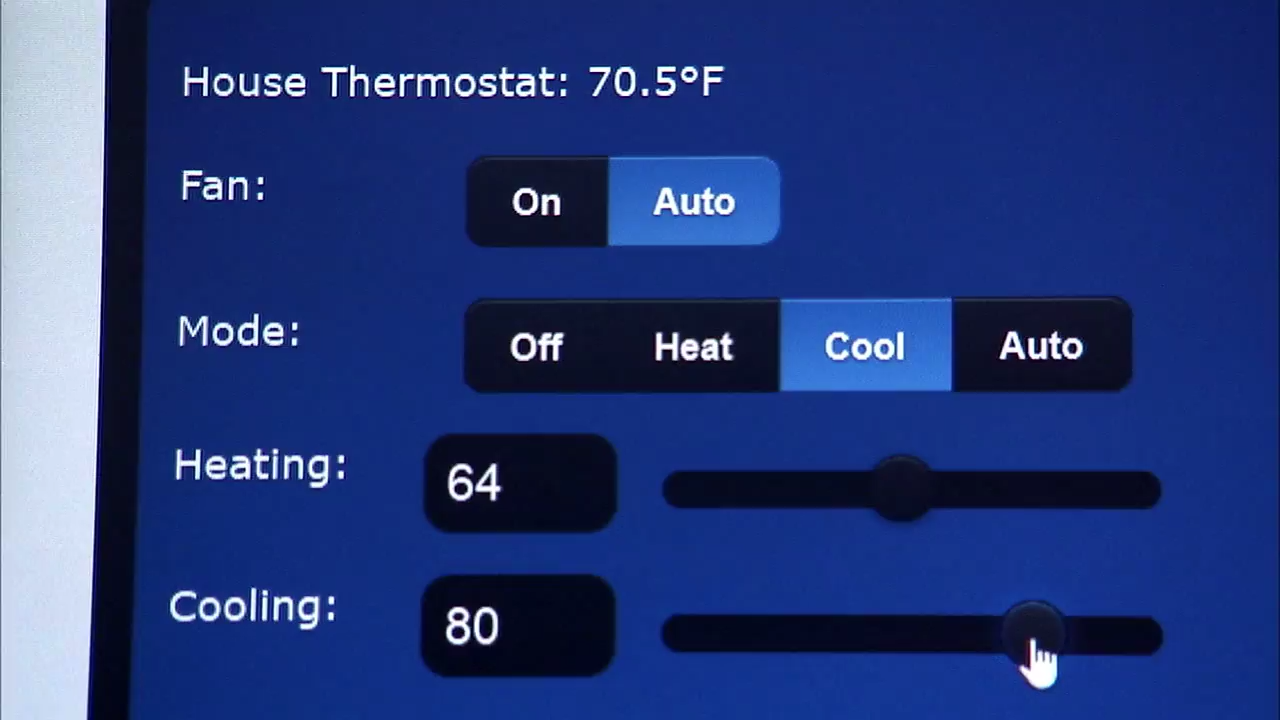 House Thermostat: 70.5°F
Fan: On Auto
Mode: Off Heat Cool Auto
Heating: 64
Cooling: 80